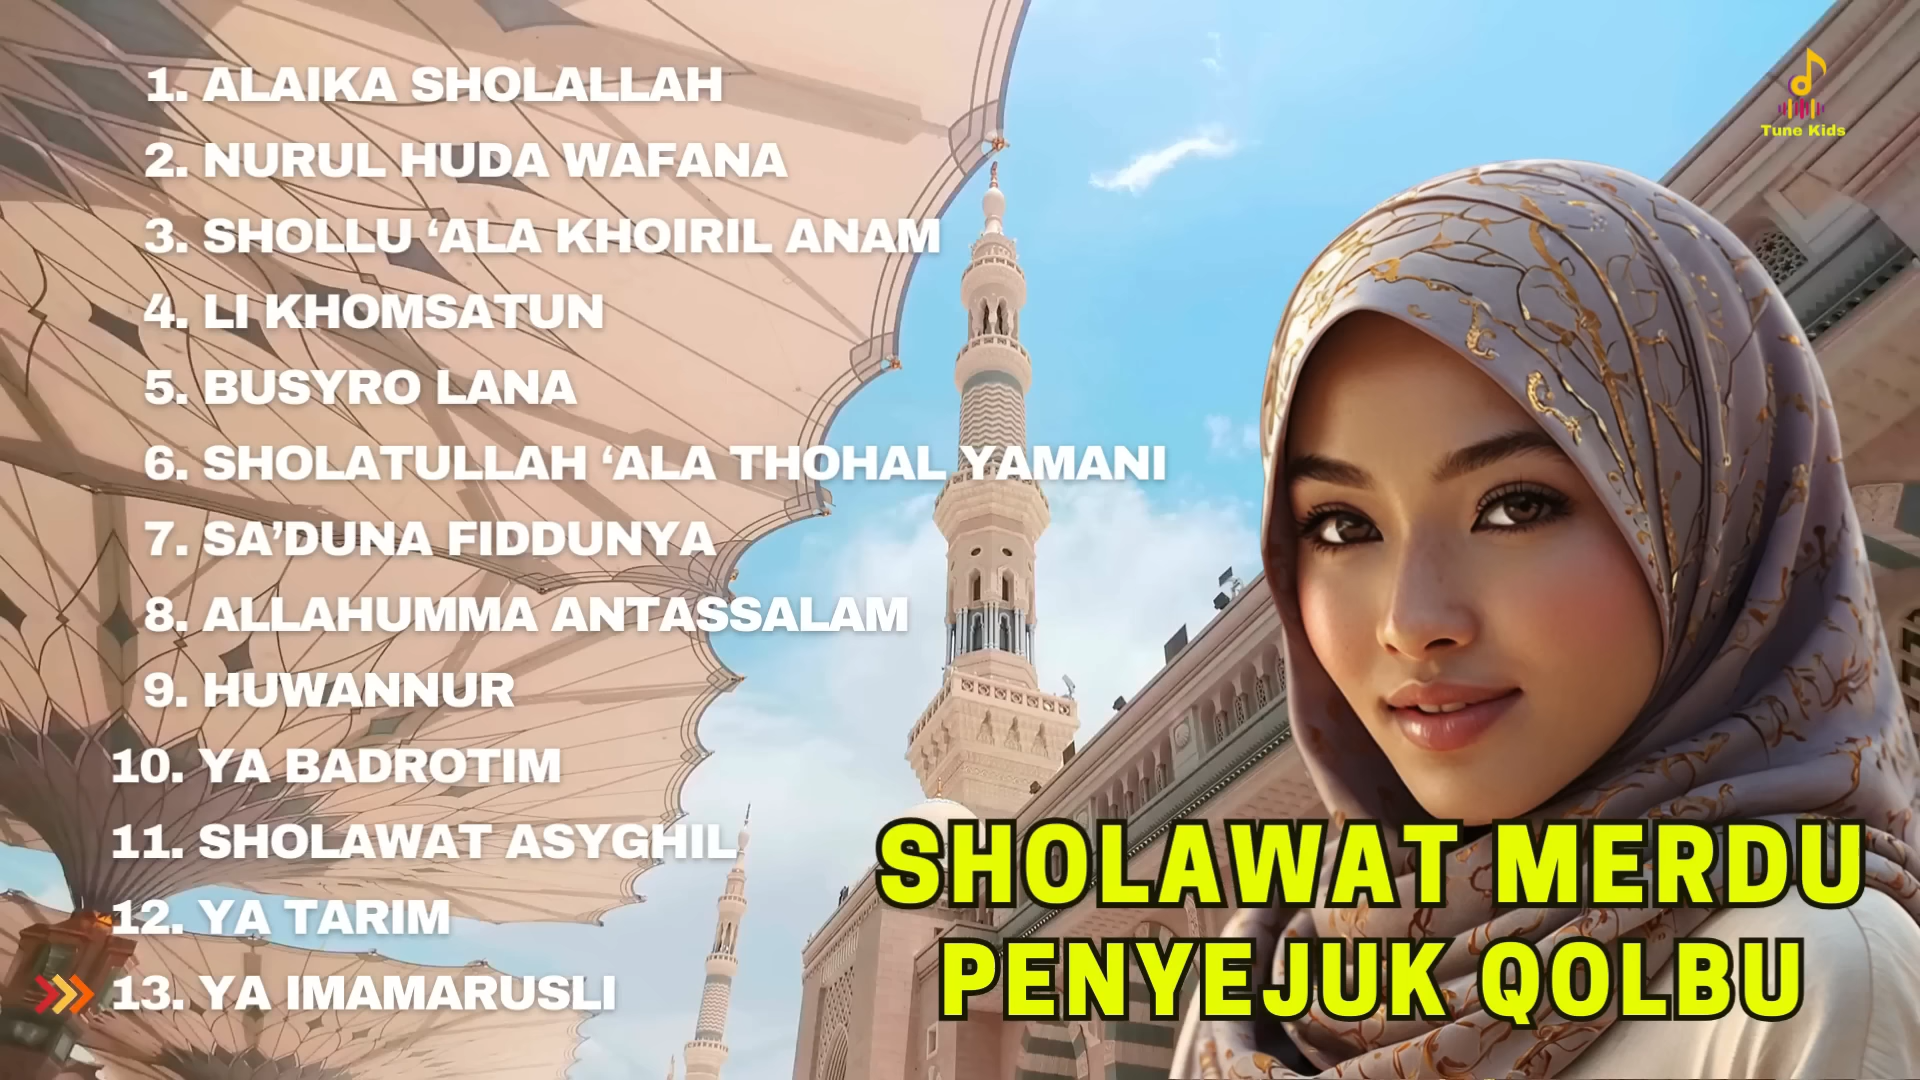 1. ALAIKA SHOLALLAH
2. NURUL HUDA WAFANA
3. SHOLLU ‘ALA KHOIRIL ANAM
4. LI KHOMSATUN
5. BUSYRO LANA
6. SHOLATULLAH ‘ALA THOHAL YAMANI
7. SA’DUNA FIDDUNYA
8. ALLAHUMMA ANTASSALAM
9. HUWANNUR
10. YA BADROTIM
11. SHOLAWAT ASYGHIL
12. YA TARIM
13. YA IMAMARUSLI
Tune Kids
SHOLAWAT MERDU
PENYEJUK QOLBU